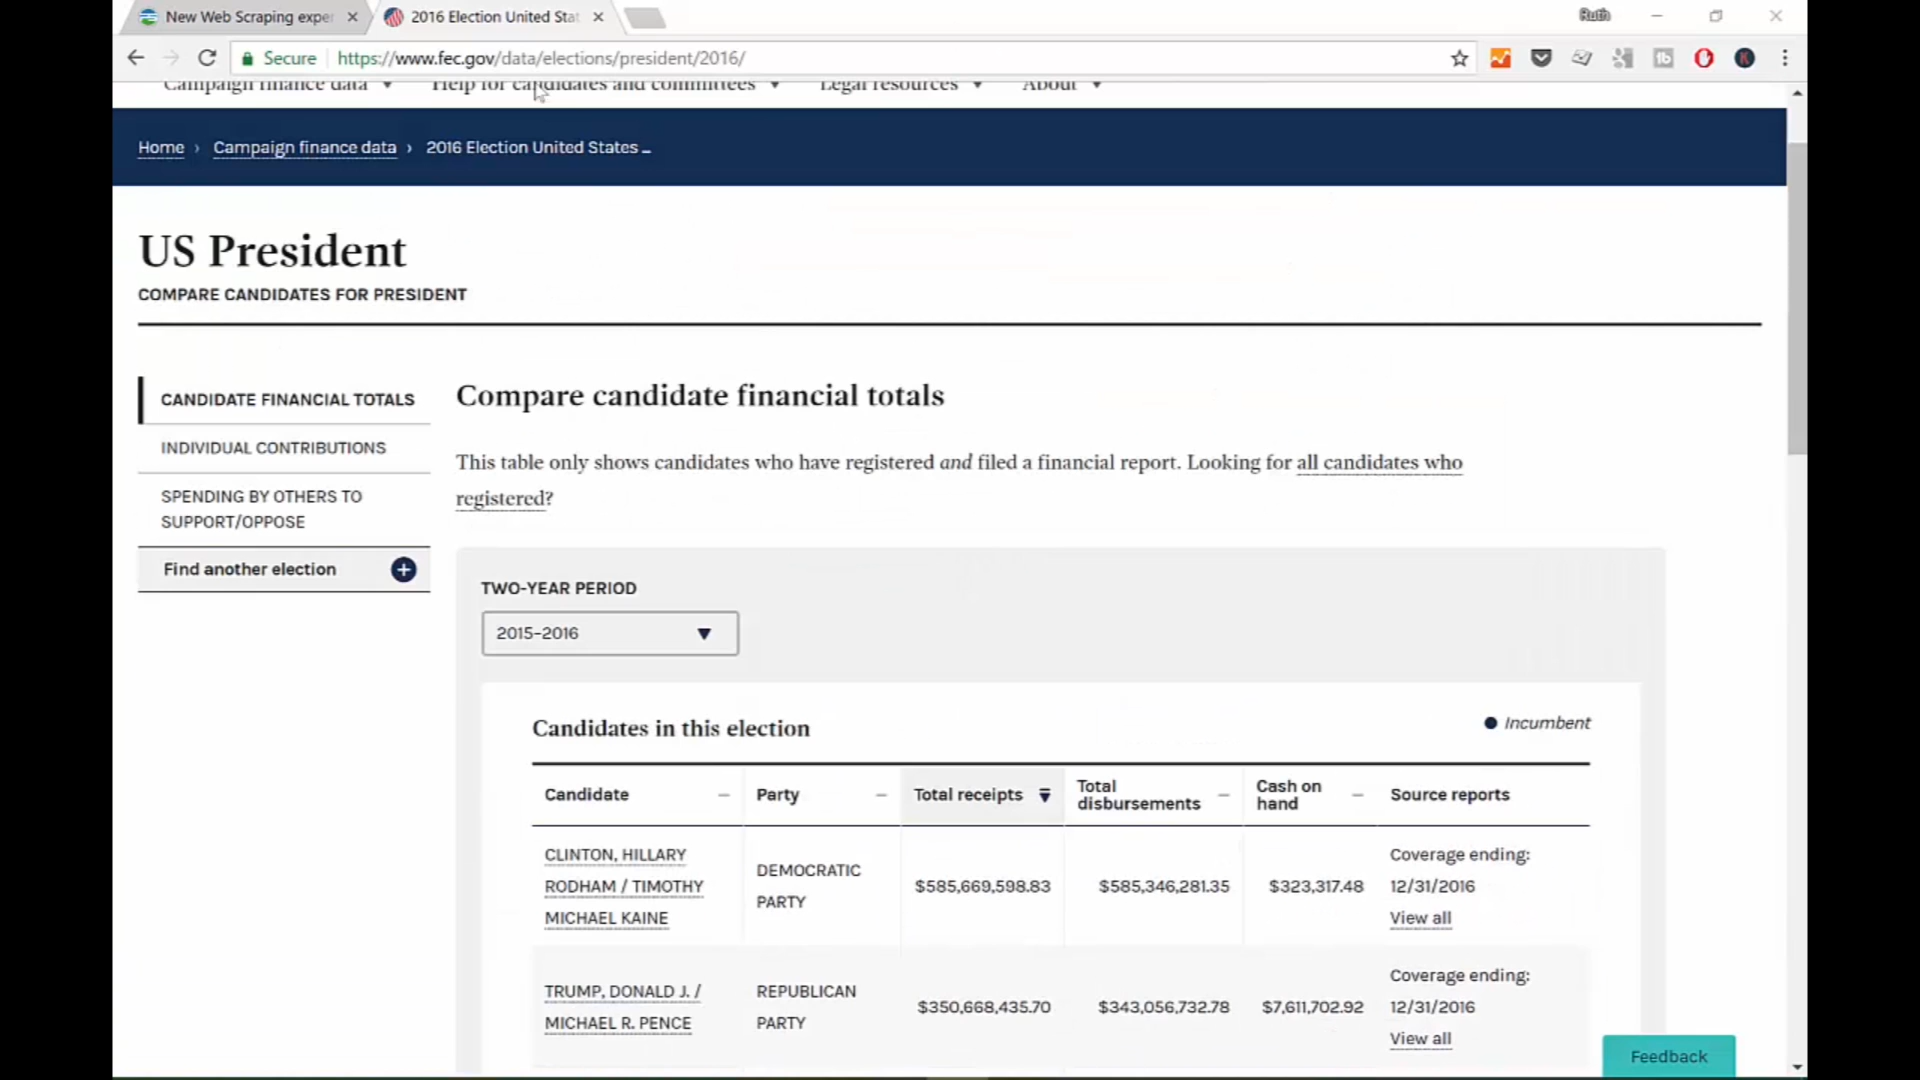 New Web Scraping exper
2016 Election United Stat
Ruth
Secure
https://www.fec.gov/data/elections/president/2016/
Campaign finance data
Help for candidates and committees
Legal resources
About
Home › Campaign finance data › 2016 Election United States ...
US President
COMPARE CANDIDATES FOR PRESIDENT
CANDIDATE FINANCIAL TOTALS
INDIVIDUAL CONTRIBUTIONS
SPENDING BY OTHERS TO
SUPPORT/OPPOSE
Find another election
Compare candidate financial totals
This table only shows candidates who have registered and filed a financial report. Looking for all candidates who
registered?
TWO-YEAR PERIOD
2015-2016
Candidates in this election
Incumbent
Candidate
Party
Total receipts
Total
disbursements
Cash on
hand
Source reports
CLINTON, HILLARY
RODHAM / TIMOTHY
MICHAEL KAINE
DEMOCRATIC
PARTY
$585,669,598.83
$585,346,281.35
$323,317.48
Coverage ending:
12/31/2016
View all
TRUMP, DONALD J. /
MICHAEL R. PENCE
REPUBLICAN
PARTY
$350,668,435.70
$343,056,732.78
$7,611,702.92
Coverage ending:
12/31/2016
View all
Feedback